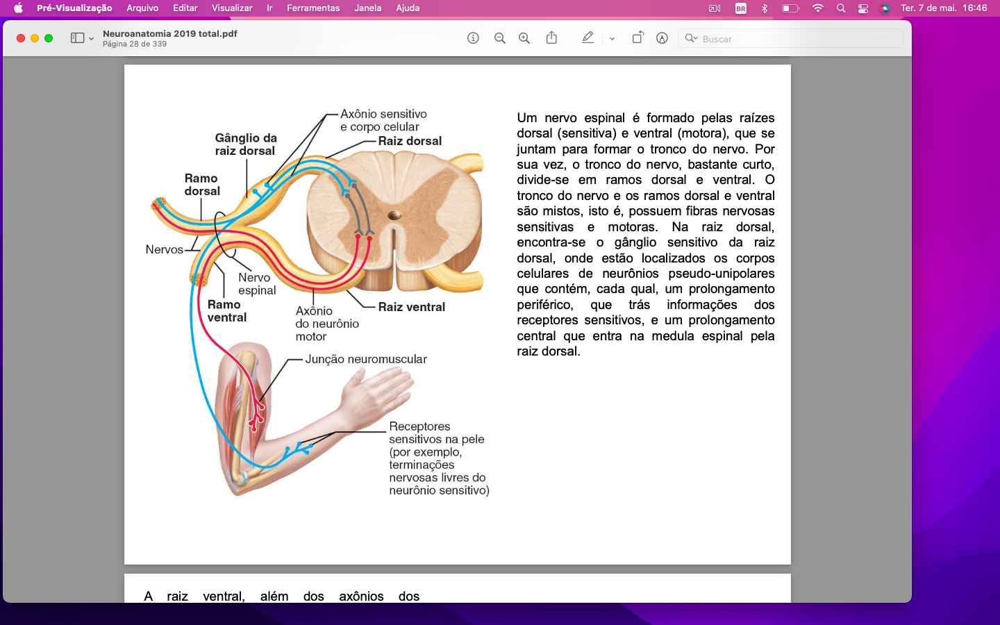 Pré-Visualização Arquivo Editar Visualizar Ir Ferramentas Janela Ajuda BR Ter. 7 de mai. 16:46
Neuroanatomia 2019 total.pdf
Página 28 de 339
Buscar
Axônio sensitivo
e corpo celular
Raiz dorsal
Gânglio da
raiz dorsal
Ramo
dorsal
Nervos
Nervo
espinal
Ramo
ventral
Axônio
do neurônio
motor
Raiz ventral
Junção neuromuscular
Receptores
sensitivos na pele
(por exemplo,
terminações
nervosas livres do
neurônio sensitivo)
Um nervo espinal é formado pelas raízes
dorsal (sensitiva) e ventral (motora), que se
juntam para formar o tronco do nervo. Por
sua vez, o tronco do nervo, bastante curto,
divide-se em ramos dorsal e ventral. O
tronco do nervo e os ramos dorsal e ventral
são mistos, isto é, possuem fibras nervosas
sensitivas e motoras. Na raiz dorsal,
encontra-se o gânglio sensitivo da raiz
dorsal, onde estão localizados os corpos
celulares de neurônios pseudo-unipolares
que contém, cada qual, um prolongamento
periférico, que trás informações dos
receptores sensitivos, e um prolongamento
central que entra na medula espinal pela
raiz dorsal.
A raiz ventral, além dos axônios dos